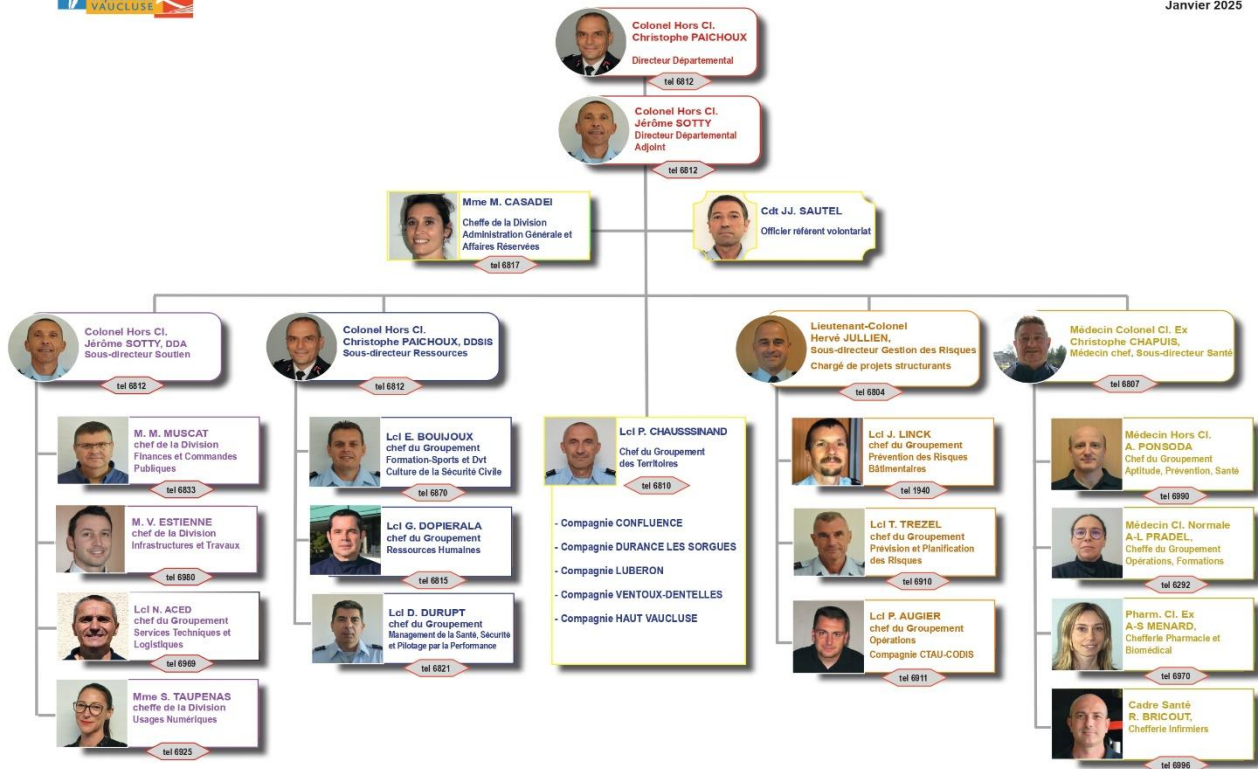 VAUCLUSE
Janvier 2025
Colonel Hors Cl.
Christophe PAICHOUX
Directeur Départemental
tel 6812
Colonel Hors Cl.
Jérôme SOTTY
Directeur Départemental
Adjoint
tel 6812
Mme M. CASADEI
Cheffe de la Division
Administration Générale et
Affaires Réservées
tel 6817
Cdt JJ. SAUTEL
Officier référent volontariat
Colonel Hors Cl.
Jérôme SOTTY, DDA
Sous-directeur Soutien
tel 6812
M. M. MUSCAT
chef de la Division
Finances et Commandes
Publiques
tel 6833
M. V. ESTIENNE
chef de la Division
Infrastructures et Travaux
tel 6980
Lcl N. ACED
chef du Groupement
Services Techniques et
Logistiques
tel 6969
Mme S. TAUPENAS
cheffe de la Division
Usages Numériques
tel 6925
Colonel Hors Cl.
Christophe PAICHOUX, DDSIS
Sous-directeur Ressources
tel 6812
Lcl E. BOUIJOUX
chef du Groupement
Formation-Sports et Dvt
Culture de la Sécurité Civile
tel 6870
Lcl G. DOPIERALA
chef du Groupement
Ressources Humaines
tel 6815
Lcl D. DURUPT
chef du Groupement
Management de la Santé, Sécurité
et Pilotage par la Performance
tel 6821
Lcl P. CHAUSSSINAND
Chef du Groupement
des Territoires
tel 6810
- Compagnie CONFLUENCE
- Compagnie DURANCE LES SORGUES
- Compagnie LUBERON
- Compagnie VENTOUX-DENTELLES
- Compagnie HAUT VAUCLUSE
Lieutenant-Colonel
Hervé JULLIEN,
Sous-directeur Gestion des Risques
Chargé de projets structurants
tel 6804
Lcl J. LINCK
chef du Groupement
Prévention des Risques
Bâtimentaires
tel 1940
Lcl T. TREZEL
chef du Groupement
Prévision et Planification
des Risques
tel 6910
Lcl P. AUGIER
chef du Groupement
Opérations
Compagnie CTAU-CODIS
tel 6911
Médecin Colonel Cl. Ex
Christophe CHAPUIS,
Médecin chef, Sous-directeur Santé
tel 6807
Médecin Hors Cl.
A. PONSODA
Chef du Groupement
Aptitude, Prévention, Santé
tel 6990
Médecin Cl. Normale
A-L PRADEL,
Cheffe du Groupement
Opérations, Formations
tel 6292
Pharm. Cl. Ex
A-S MENARD,
Chefferie Pharmacie et
Biomédical
tel 6970
Cadre Santé
R. BRICOUT,
Chefferie Infirmiers
tel 6996